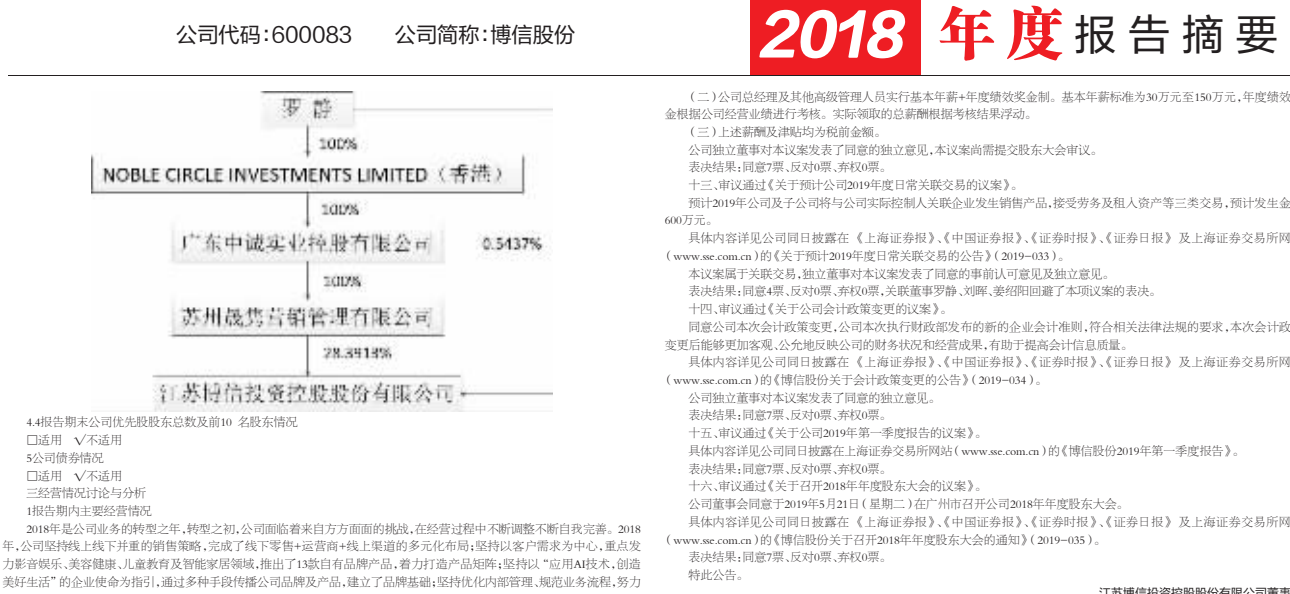 公司代码:600083 公司简称:博信股份
2018 年度报告摘要
罗 静
100%
NOBLE CIRCLE INVESTMENTS LIMITED（香港）
100%
广东中诚实业控股有限公司
0.5437%
100%
苏州晟隽营销管理有限公司
28.3913%
江苏博信投资控股股份有限公司
4.4报告期末公司优先股股东总数及前10 名股东情况
□适用 √不适用
5公司债券情况
□适用 √不适用
三经营情况讨论与分析
1报告期内主要经营情况
2018年是公司业务的转型之年,转型之初,公司面临着来自方方面面的挑战,在经营过程中不断调整不断自我完善。2018
年,公司坚持线上线下并重的销售策略,完成了线下零售+运营商+线上渠道的多元化布局;坚持以客户需求为中心,重点发
力影音娱乐、美容健康、儿童教育及智能家居领域,推出了13款自有品牌产品,着力打造产品矩阵;坚持以“应用AI技术,创造
美好生活”的企业使命为指引,通过多种手段传播公司品牌及产品,建立了品牌基础;坚持优化内部管理、规范业务流程,努力
（二）公司总经理及其他高级管理人员实行基本年薪+年度绩效奖金制。基本年薪标准为30万元至150万元,年度绩效
金根据公司经营业绩进行考核。实际领取的总薪酬根据考核结果浮动。
（三）上述薪酬及津贴均为税前金额。
公司独立董事对本议案发表了同意的独立意见,本议案尚需提交股东大会审议。
表决结果:同意7票、反对0票、弃权0票。
十三、审议通过《关于预计公司2019年度日常关联交易的议案》。
预计2019年公司及子公司将与公司实际控制人关联企业发生销售产品,接受劳务及租入资产等三类交易,预计发生金
600万元。
具体内容详见公司同日披露在《上海证券报》、《中国证券报》、《证券时报》、《证券日报》及上海证券交易所网
（www.sse.com.cn）的《关于预计2019年度日常关联交易的公告》（2019-033）。
本议案属于关联交易,独立董事对本议案发表了同意的事前认可意见及独立意见。
表决结果:同意4票、反对0票、弃权0票,关联董事罗静、刘晖、姜绍阳回避了本项议案的表决。
十四、审议通过《关于公司会计政策变更的议案》。
同意公司本次会计政策变更,公司本次执行财政部发布的新的企业会计准则,符合相关法律法规的要求,本次会计政
变更后能够更加客观、公允地反映公司的财务状况和经营成果,有助于提高会计信息质量。
具体内容详见公司同日披露在《上海证券报》、《中国证券报》、《证券时报》、《证券日报》及上海证券交易所网
（www.sse.com.cn）的《博信股份关于会计政策变更的公告》（2019-034）。
公司独立董事对本议案发表了同意的独立意见。
表决结果:同意7票、反对0票、弃权0票。
十五、审议通过《关于公司2019年第一季度报告的议案》。
具体内容详见公司同日披露在上海证券交易所网站（www.sse.com.cn）的《博信股份2019年第一季度报告》。
表决结果:同意7票、反对0票、弃权0票。
十六、审议通过《关于召开2018年年度股东大会的议案》。
公司董事会同意于2019年5月21日（星期二）在广州市召开公司2018年年度股东大会。
具体内容详见公司同日披露在《上海证券报》、《中国证券报》、《证券时报》、《证券日报》及上海证券交易所网
（www.sse.com.cn）的《博信股份关于召开2018年年度股东大会的通知》（2019-035）。
表决结果:同意7票、反对0票、弃权0票。
特此公告。
江苏博信投资控股股份有限公司董事